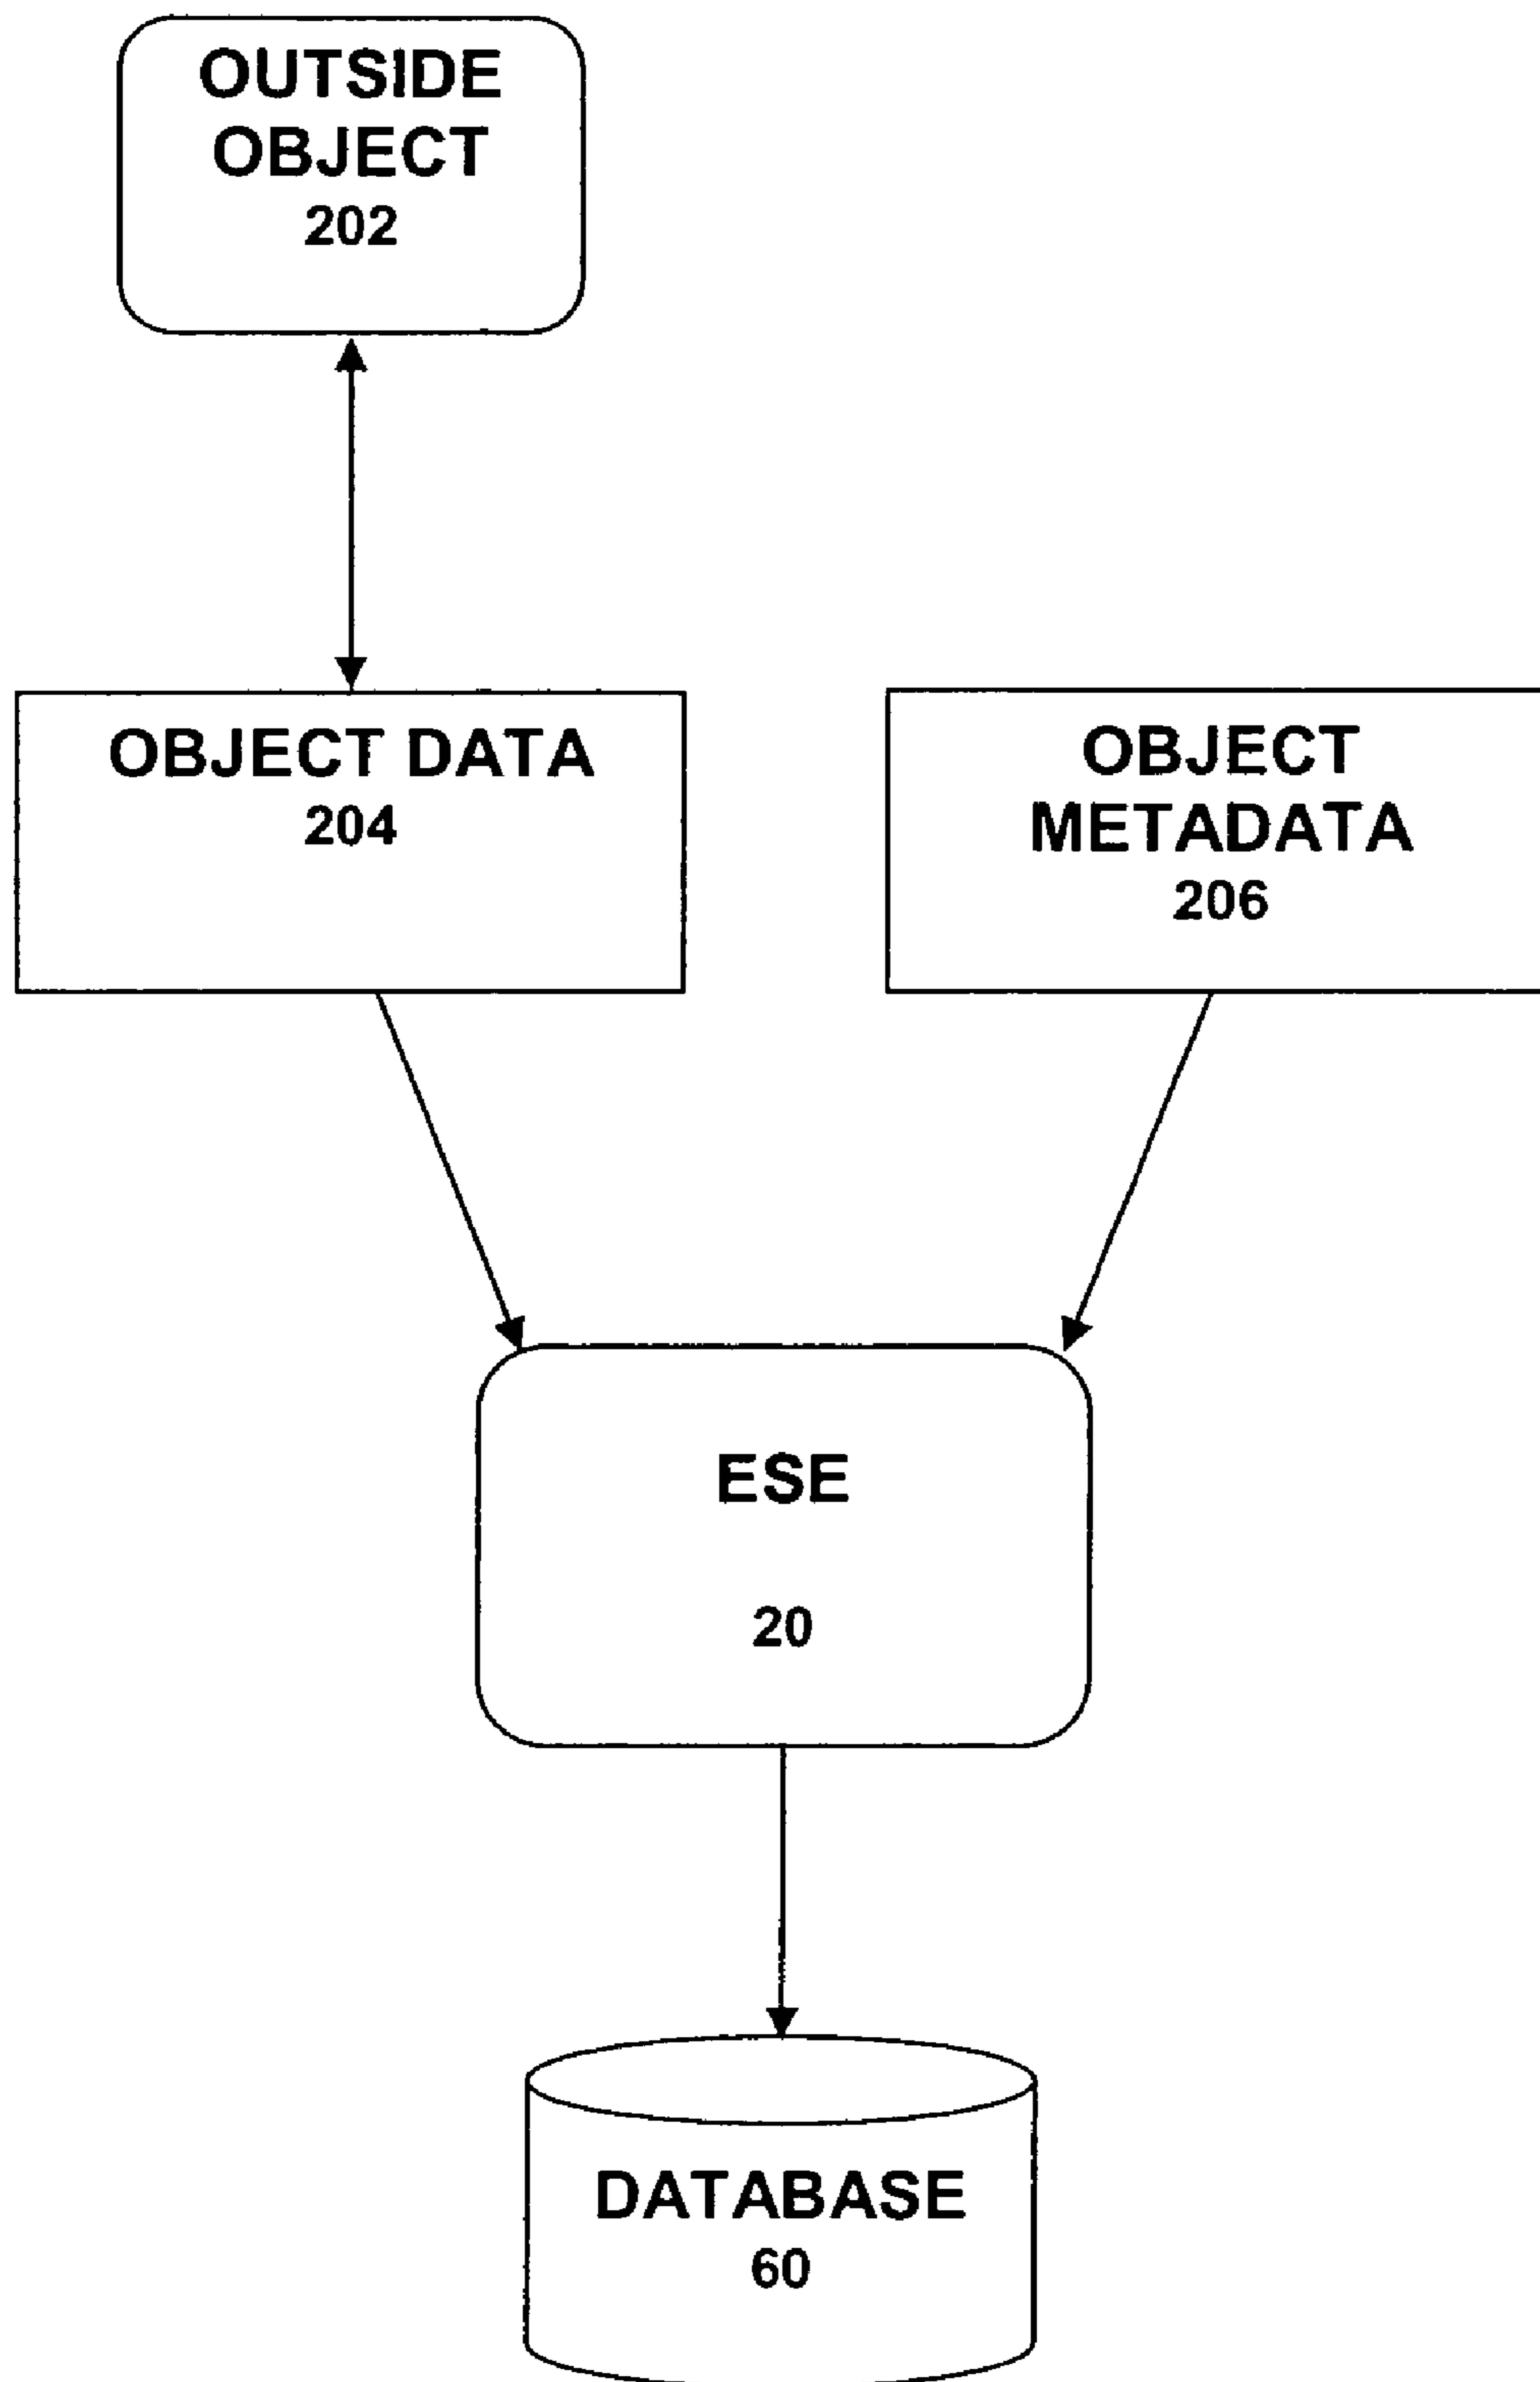 OUTSIDE
OBJECT
202
OBJECT DATA
204
OBJECT
METADATA
206
ESE
20
DATABASE
60